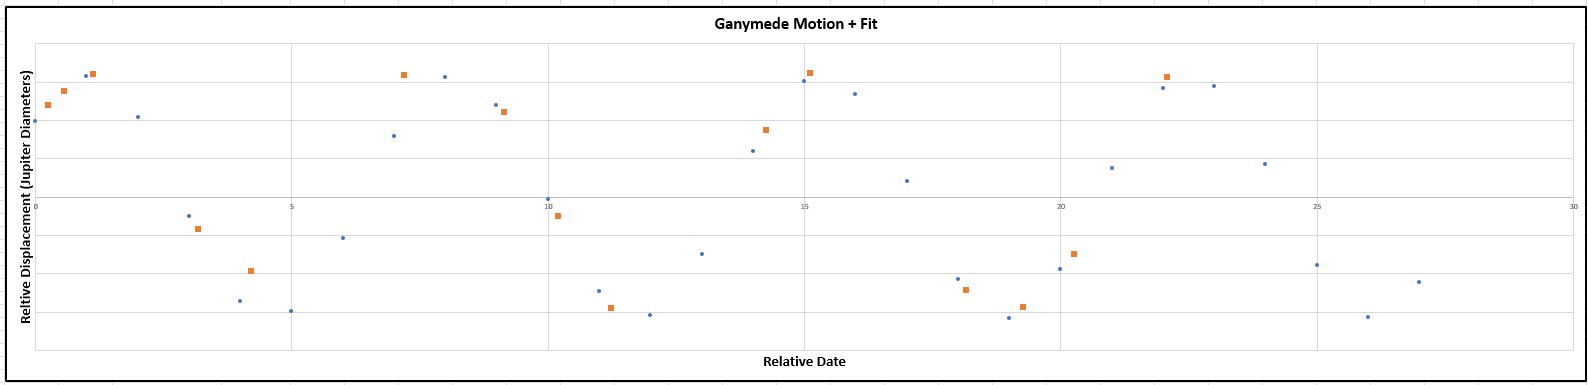 Ganymede Motion + Fit
Reltive Displacement (Jupiter Diameters)
0 5 10 15 20 25 30
Relative Date